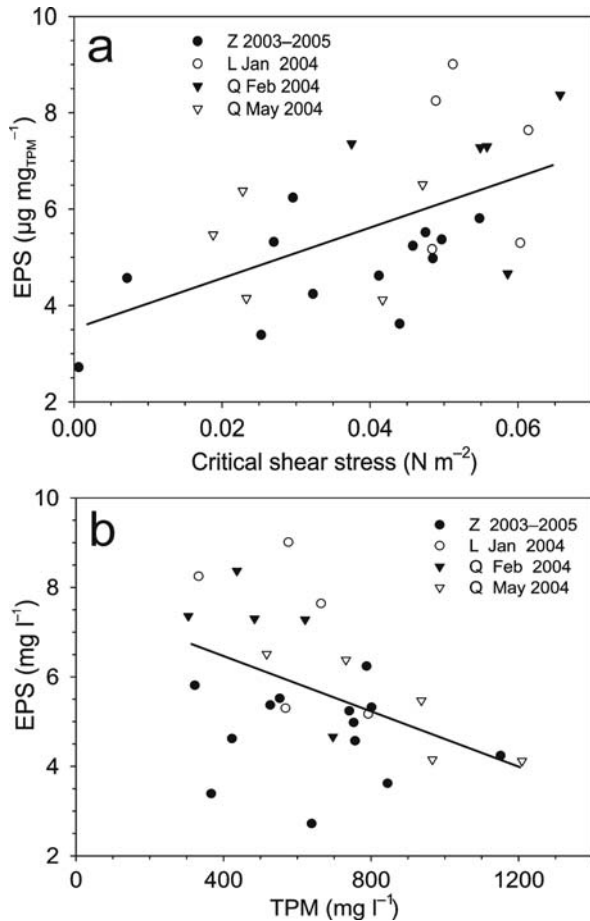 10
8
6
4
2
a
Z 2003–2005
L Jan 2004
Q Feb 2004
Q May 2004
EPS (µg mg_TPM⁻¹)
0.00 0.02 0.04 0.06
Critical shear stress (N m⁻²)
10
8
6
4
2
b
Z 2003–2005
L Jan 2004
Q Feb 2004
Q May 2004
EPS (mg l⁻¹)
0 400 800 1200
TPM (mg l⁻¹)